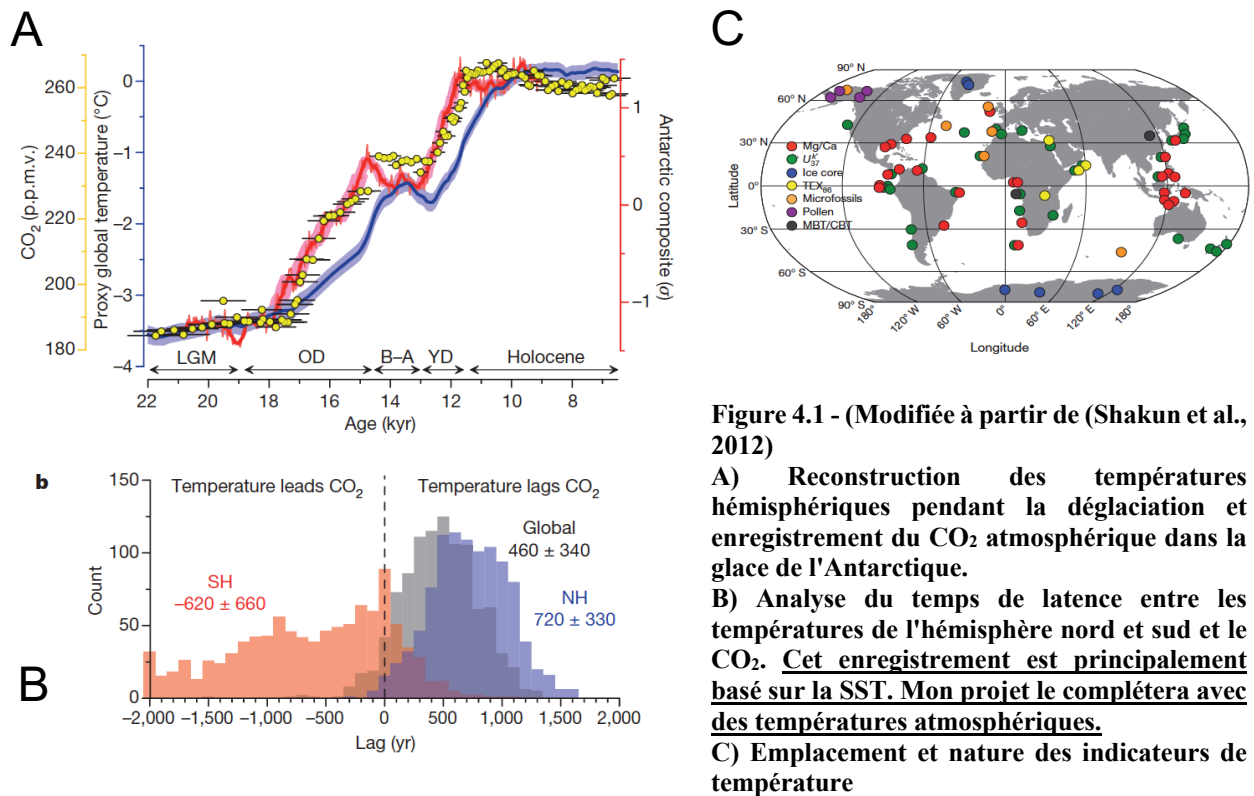 A
CO2 (p.p.m.v.)
260
240
220
200
180
Proxy global temperature (°C)
0
−1
−2
−3
−4
Antarctic composite (σ)
1
0
−1
LGM
OD
B–A
YD
Holocene
22
20
18
16
14
12
10
8
Age (kyr)
b
B
150
100
50
0
Count
Temperature leads CO2
Temperature lags CO2
Global
460 ± 340
SH
−620 ± 660
NH
720 ± 330
−2,000
−1,500
−1,000
−500
0
500
1,000
1,500
2,000
Lag (yr)
C
90° N
60° N
30° N
0°
30° S
60° S
90° S
Latitude
Mg/Ca
UK′37
Ice core
TEX86
Microfossils
Pollen
MBT/CBT
180°
120° W
60° W
0°
60° E
120° E
180°
Longitude
Figure 4.1 - (Modifiée à partir de (Shakun et al.,
2012)
A) Reconstruction des températures
hémisphériques pendant la déglaciation et
enregistrement du CO2 atmosphérique dans la
glace de l'Antarctique.
B) Analyse du temps de latence entre les
températures de l'hémisphère nord et sud et le
CO2. Cet enregistrement est principalement
basé sur la SST. Mon projet le complétera avec
des températures atmosphériques.
C) Emplacement et nature des indicateurs de
température